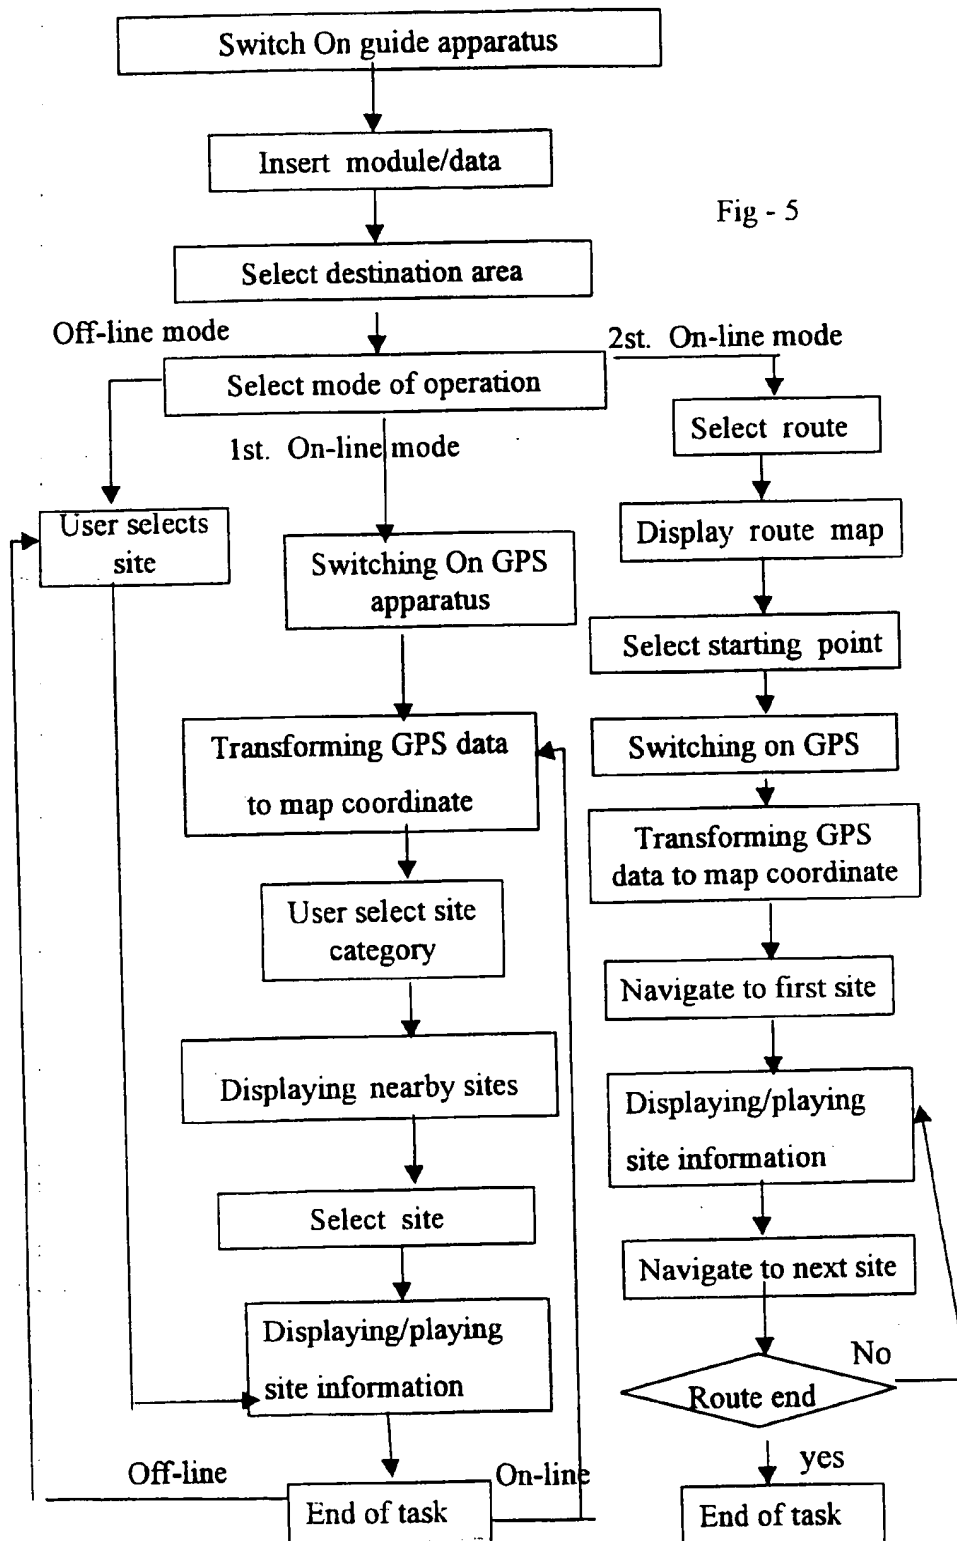 Switch On guide apparatus
Insert module/data
Fig - 5
Select destination area
Off-line mode
2st. On-line mode
Select mode of operation
1st. On-line mode
User selects
site
Switching On GPS
apparatus
Transforming GPS data
to map coordinate
User select site
category
Displaying nearby sites
Select site
Displaying/playing
site information
Off-line
On-line
End of task
Select route
Display route map
Select starting point
Switching on GPS
Transforming GPS
data to map coordinate
Navigate to first site
Displaying/playing
site information
Navigate to next site
No
Route end
yes
End of task